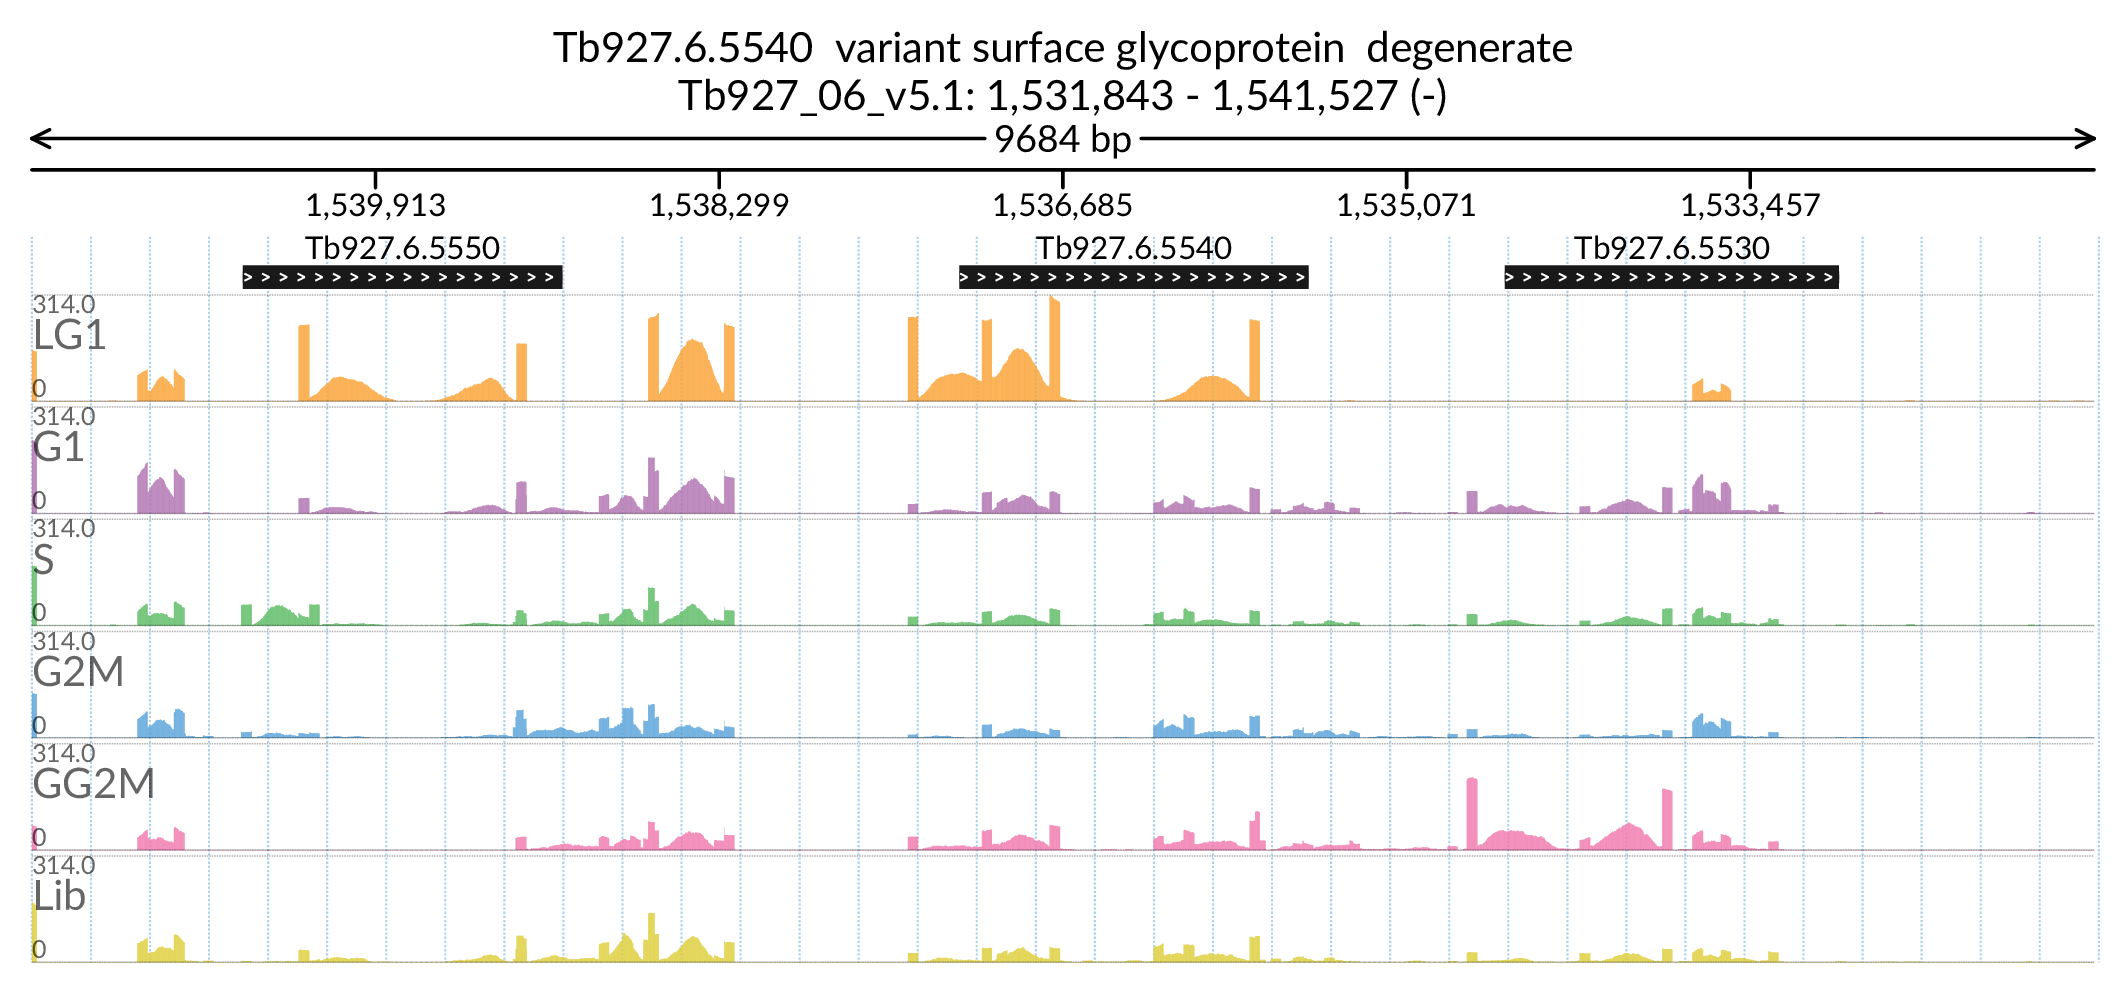 Tb927.6.5540  variant surface glycoprotein  degenerate
Tb927_06_v5.1: 1,531,843 - 1,541,527 (-)
9684 bp
1,539,913 1,538,299 1,536,685 1,535,071 1,533,457
Tb927.6.5550 Tb927.6.5540 Tb927.6.5530
314.0
LG1
0
314.0
G1
0
314.0
S
0
314.0
G2M
0
314.0
GG2M
0
314.0
Lib
0